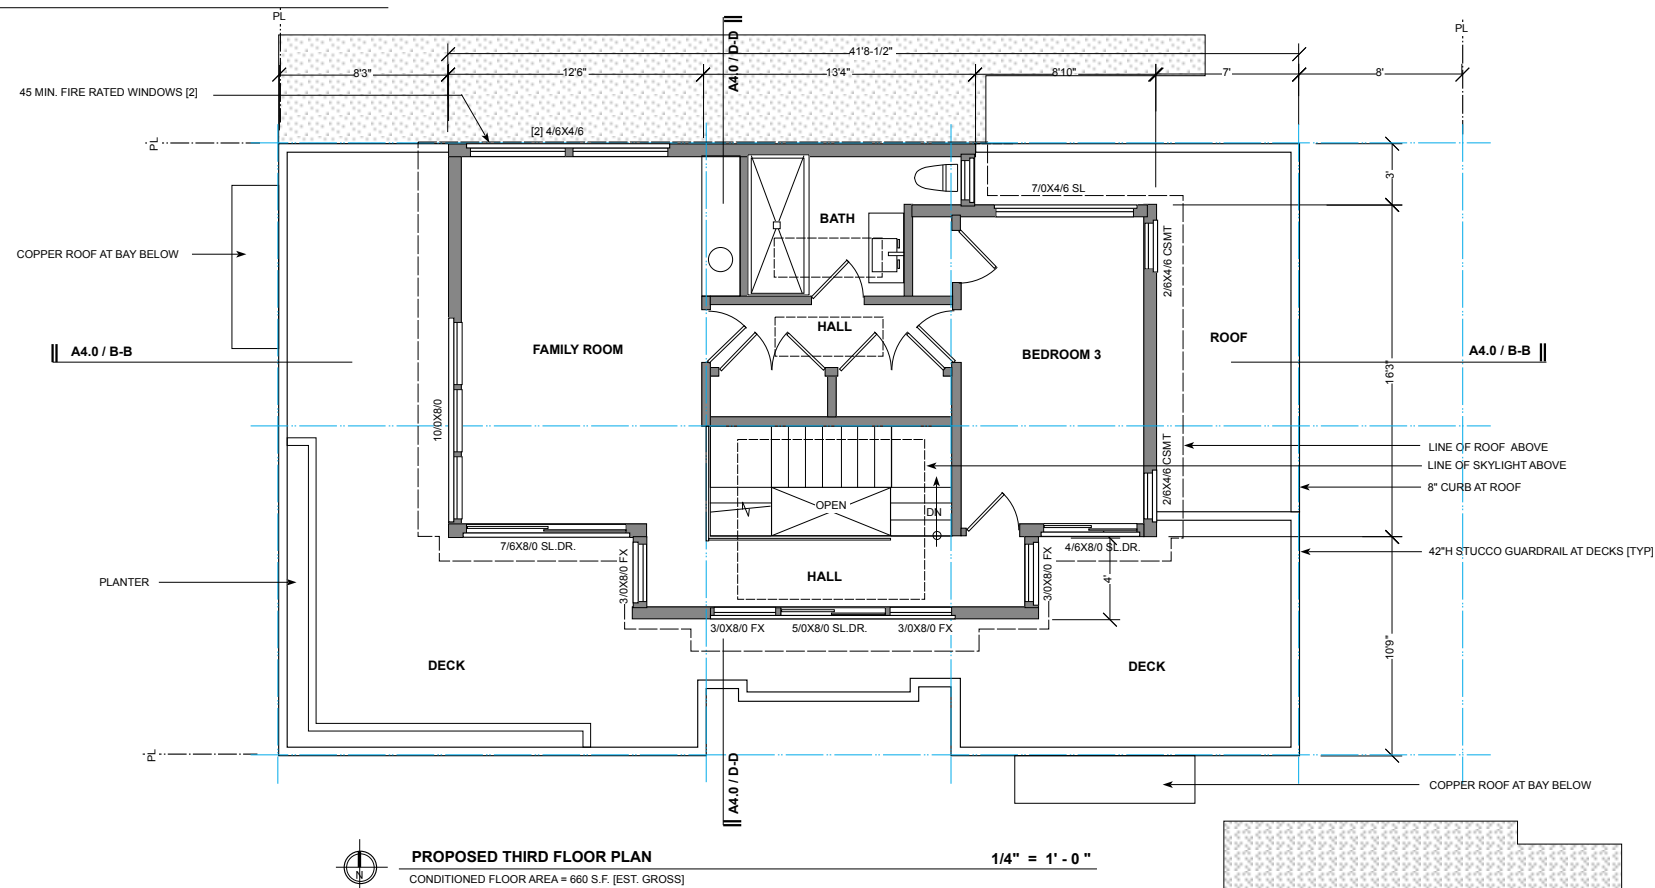 PL
PL
A4.0 / D-D
41'8-1/2"
8'3"
12'6"
13'4"
8'10"
7'
8'
45 MIN. FIRE RATED WINDOWS [2]
[2] 4/6X4/6
PL
3'
7/0X4/6 SL
BATH
2/6X4/6 CSMT
COPPER ROOF AT BAY BELOW
HALL
ROOF
FAMILY ROOM
BEDROOM 3
A4.0 / B-B
A4.0 / B-B
16'3"
10/0X8/0
LINE OF ROOF ABOVE
LINE OF SKYLIGHT ABOVE
2/6X4/6 CSMT
8" CURB AT ROOF
OPEN
DN
7/6X8/0 SL.DR.
4/6X8/0 SL.DR.
42"H STUCCO GUARDRAIL AT DECKS [TYP]
3/0X8/0 FX
HALL
3/0X8/0 FX
4'
PLANTER
3/0X8/0 FX
5/0X8/0 SL.DR.
3/0X8/0 FX
DECK
DECK
10'9"
PL
A4.0 / D-D
COPPER ROOF AT BAY BELOW
N
PROPOSED THIRD FLOOR PLAN
1/4" = 1' - 0 "
CONDITIONED FLOOR AREA = 660 S.F. [EST. GROSS]